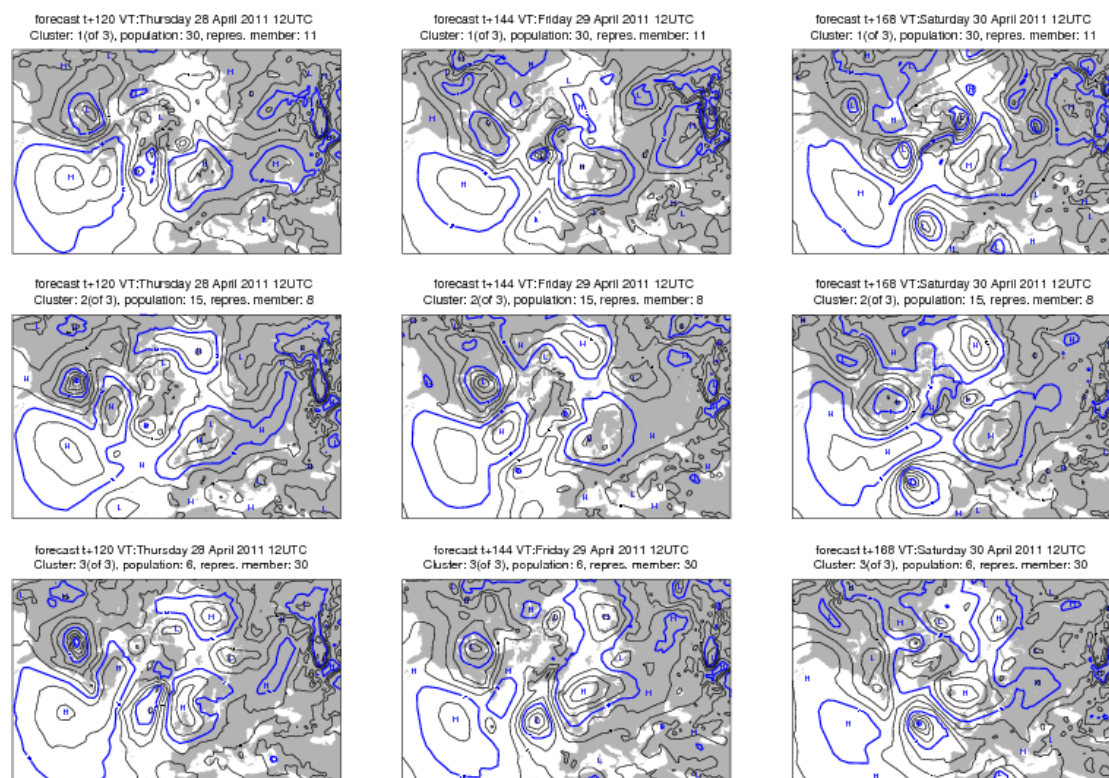 forecast t+120 VT:Thursday 28 April 2011 12UTC
Cluster: 1(of 3), population: 30, repres. member: 11
forecast t+144 VT:Friday 29 April 2011 12UTC
Cluster: 1(of 3), population: 30, repres. member: 11
forecast t+168 VT:Saturday 30 April 2011 12UTC
Cluster: 1(of 3), population: 30, repres. member: 11
forecast t+120 VT:Thursday 28 April 2011 12UTC
Cluster: 2(of 3), population: 15, repres. member: 8
forecast t+144 VT:Friday 29 April 2011 12UTC
Cluster: 2(of 3), population: 15, repres. member: 8
forecast t+168 VT:Saturday 30 April 2011 12UTC
Cluster: 2(of 3), population: 15, repres. member: 8
forecast t+120 VT:Thursday 28 April 2011 12UTC
Cluster: 3(of 3), population: 6, repres. member: 30
forecast t+144 VT:Friday 29 April 2011 12UTC
Cluster: 3(of 3), population: 6, repres. member: 30
forecast t+168 VT:Saturday 30 April 2011 12UTC
Cluster: 3(of 3), population: 6, repres. member: 30